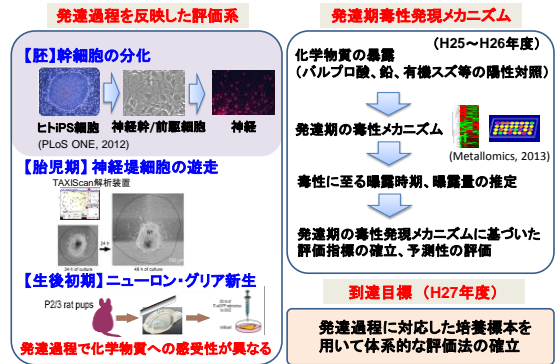 発達過程を反映した評価系
【胚】幹細胞の分化
ヒトiPS細胞
神経幹/前駆細胞
神経
(PLoS ONE, 2012)
【胎児期】神経堤細胞の遊走
TAXIScan解析装置
24 h
24 h of culture
48 h of culture
【生後初期】ニューロン・グリア新生
P2/3 rat pups
発達過程で化学物質への感受性が異なる
発達期毒性発現メカニズム
(H25~H26年度)
化学物質の暴露
(バルプロ酸、鉛、有機スズ等の陽性対照)
発達期の毒性メカニズム
(Metallomics, 2013)
毒性に至る曝露時期、曝露量の推定
発達期の毒性発現メカニズムに基づいた
評価指標の確立、予測性の評価
到達目標(H27年度)
発達過程に対応した培養標本を
用いて体系的な評価法の確立